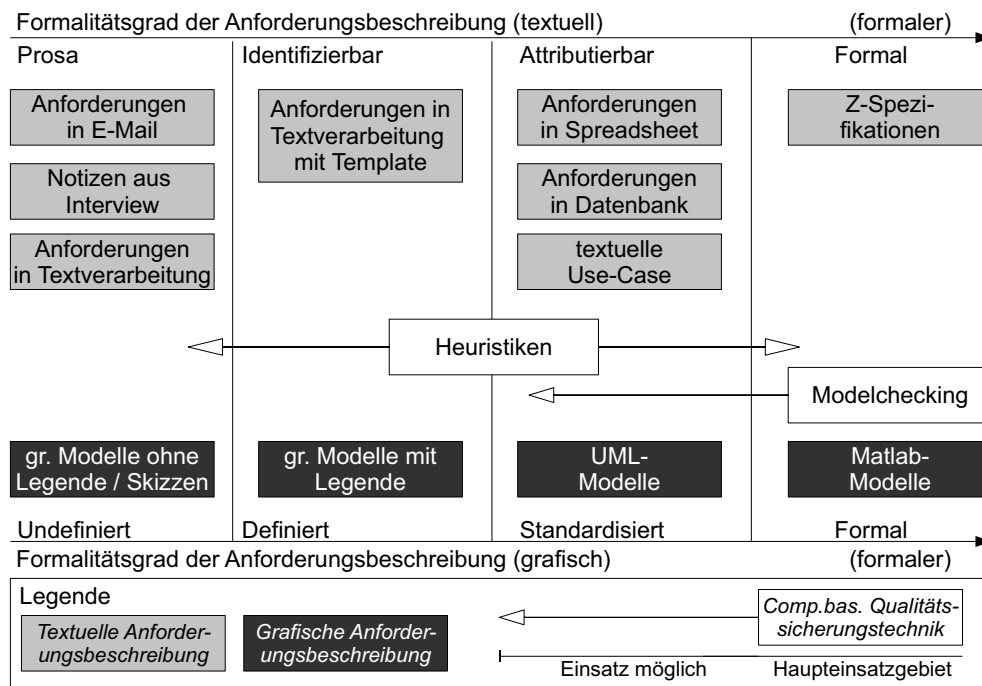 Formalitätsgrad der Anforderungsbeschreibung (textuell) (formaler)
Prosa Identifizierbar Attributierbar Formal
Anforderungen
in E-Mail
Anforderungen in
Textverarbeitung
mit Template
Anforderungen
in Spreadsheet
Z-Spezi-
fikationen
Notizen aus
Interview
Anforderungen
in Datenbank
Anforderungen
in Textverarbeitung
textuelle
Use-Case
Heuristiken
Modelchecking
gr. Modelle ohne
Legende / Skizzen
gr. Modelle mit
Legende
UML-
Modelle
Matlab-
Modelle
Undefiniert Definiert Standardisiert Formal
Formalitätsgrad der Anforderungsbeschreibung (grafisch) (formaler)
Legende
Textuelle Anforder-
ungsbeschreibung
Grafische Anforder-
ungsbeschreibung
Comp.bas. Qualitäts-
sicherungstechnik
Einsatz möglich Haupteinsatzgebiet